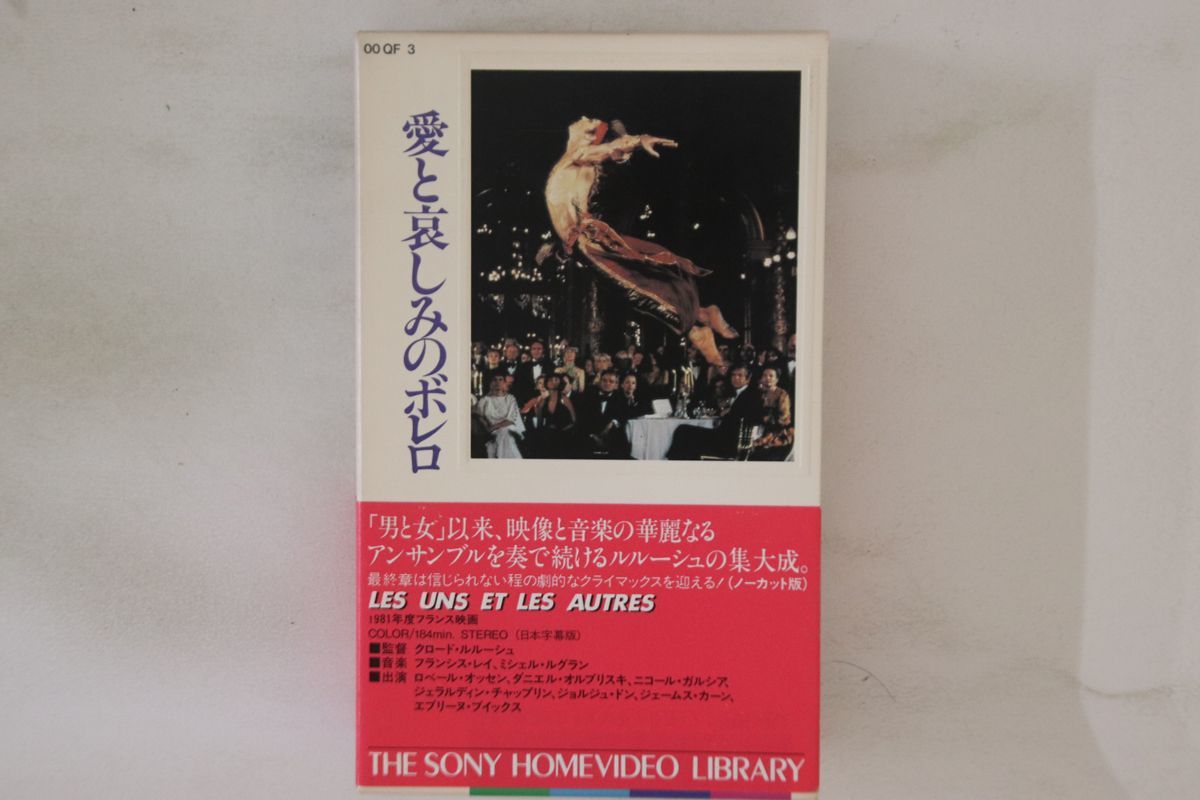 00QF 3
愛と哀しみのボレロ
「男と女」以来、映像と音楽の華麗なる
アンサンブルを奏で続けるルルーシュの集大成。
最終章は信じられない程の劇的なクライマックスを迎える!(ノーカット版)
LES UNS ET LES AUTRES
1981年度フランス映画
COLOR/184min. STEREO (日本字幕版)
■監督 クロード・ルルーシュ
■音楽 フランシス・レイ、ミシェル・ルグラン
■出演 ロベール・オッセン、ダニエル・オルブリスキ、ニコール・ガルシア、
ジェラルディン・チャップリン、ジョルジュ・ドン、ジェームス・カーン、
エブリーヌ・ブイックス
THE SONY HOMEVIDEO LIBRARY